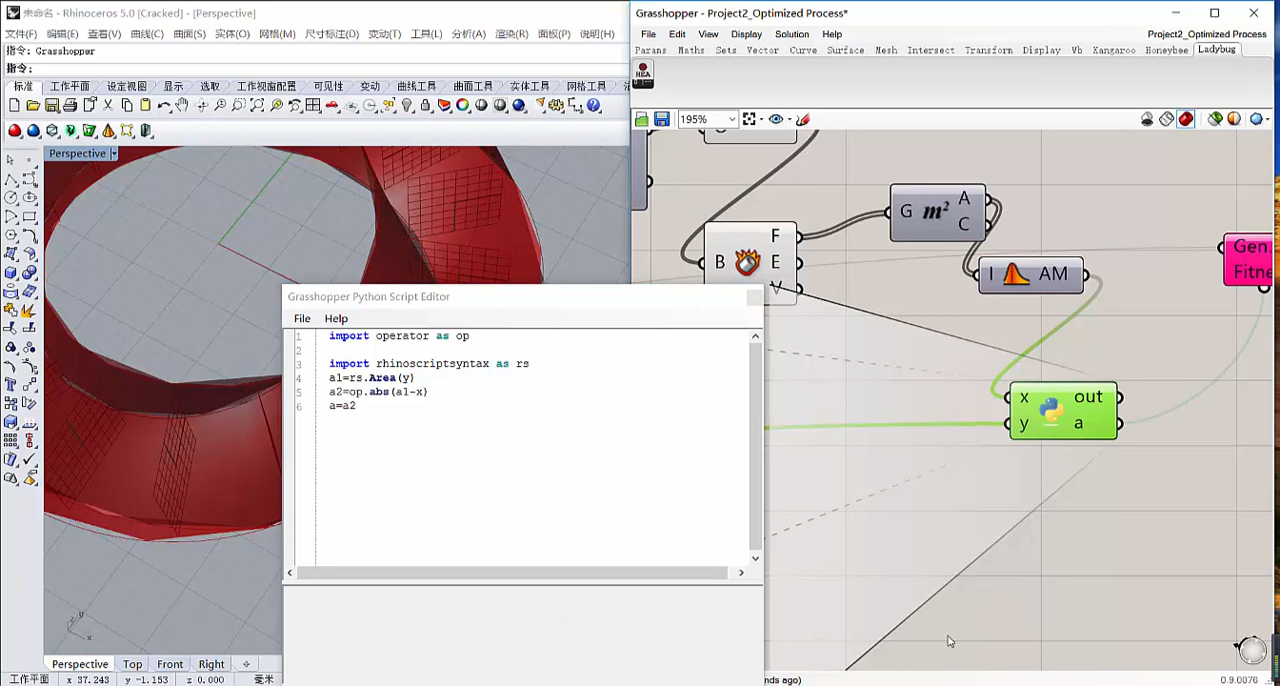 未命名 - Rhinoceros 5.0 [Cracked] - [Perspective]
文件(F) 编辑(E) 查看(V) 曲线(C) 曲面(S) 实体(O) 网格(M) 尺寸标注(D) 变动(T) 工具(L) 分析(A) 渲染(R) 面板(P) 说明(H)
指令: Grasshopper
指令:
标准 工作平面 设定视图 显示 选取 工作视窗配置 可见性 变动 曲线工具 曲面工具 实体工具 网格工具
Perspective
Grasshopper - Project2_Optimized Process*
File Edit View Display Solution Help
Project2_Optimized Process
Params Maths Sets Vector Curve Surface Mesh Intersect Transform Display Vb Kangaroo Honeybee Ladybug
195%
G m² A
C
B F
E
V
I AM
Gen.
Fitne
x out
y a
Grasshopper Python Script Editor
File Help
1 import operator as op
2
3 import rhinoscriptsyntax as rs
4 a1=rs.Area(y)
5 a2=op.abs(a1-x)
6 a=a2
y
x
Perspective Top Front Right
工作平面 x 37.243 y -1.153 z 0.000 毫米
nds ago)
0.9.0076